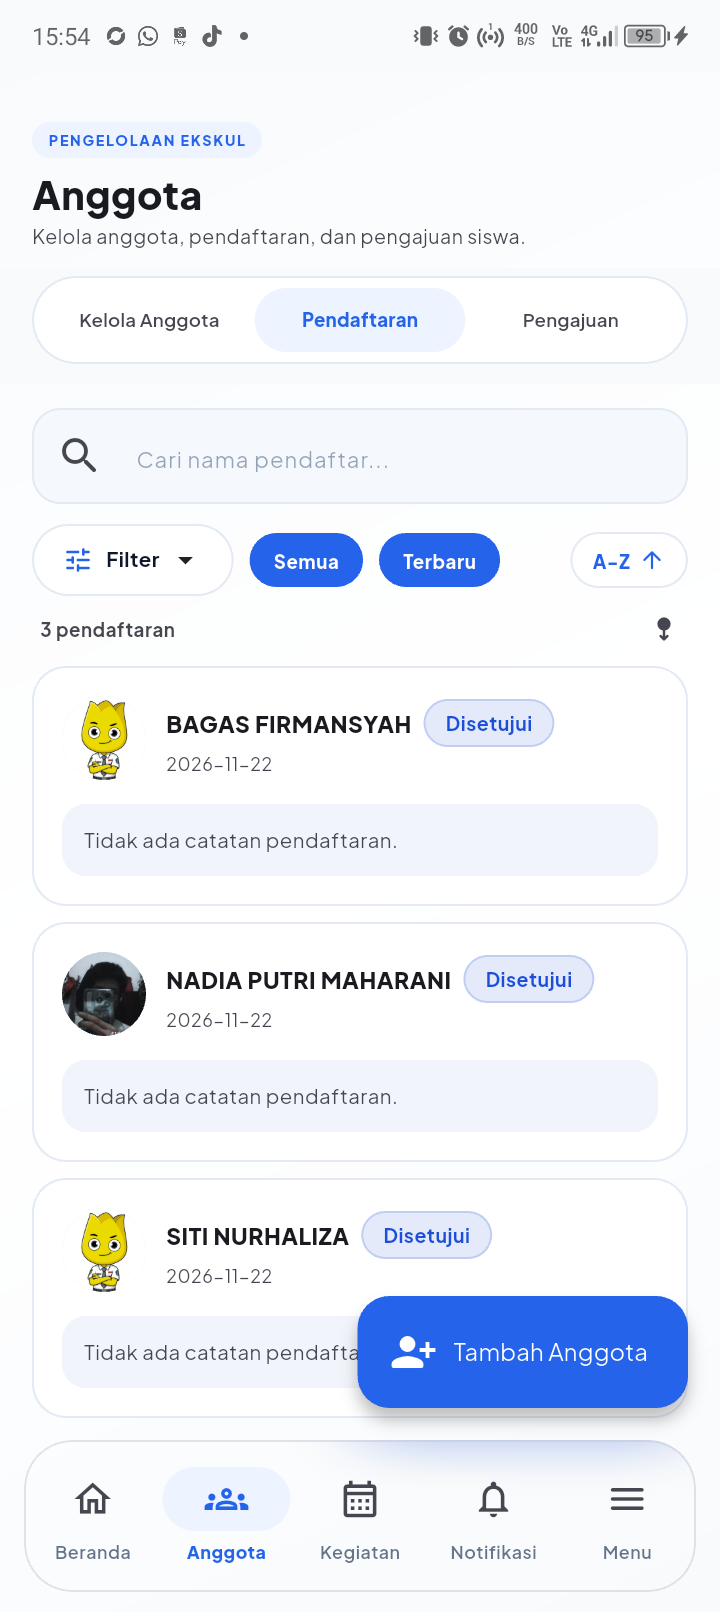 15:54
1
400
B/S
Vo
LTE
4G
95
PENGELOLAAN EKSKUL
Anggota
Kelola anggota, pendaftaran, dan pengajuan siswa.
Kelola Anggota Pendaftaran Pengajuan
Cari nama pendaftar...
Filter Semua Terbaru A-Z
3 pendaftaran
BAGAS FIRMANSYAH Disetujui
2026-11-22
Tidak ada catatan pendaftaran.
NADIA PUTRI MAHARANI Disetujui
2026-11-22
Tidak ada catatan pendaftaran.
SITI NURHALIZA Disetujui
2026-11-22
Tidak ada catatan pendafta
Tambah Anggota
Beranda Anggota Kegiatan Notifikasi Menu